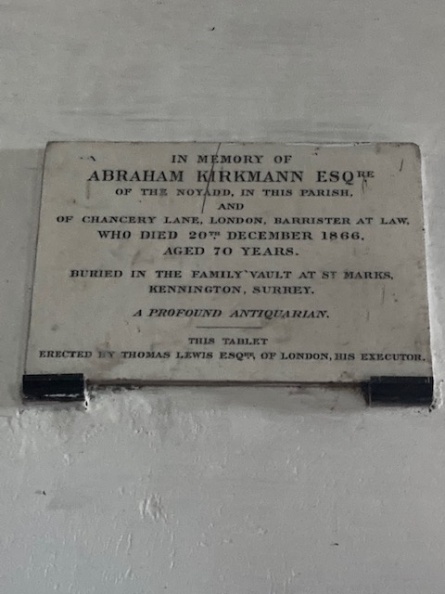 IN MEMORY OF
ABRAHAM KIRKMANN ESQRE
OF THE NOYADD, IN THIS PARISH,
AND
OF CHANCERY LANE, LONDON, BARRISTER AT LAW,
WHO DIED 20TH DECEMBER 1866,
AGED 70 YEARS.
BURIED IN THE FAMILY VAULT AT ST MARKS,
KENNINGTON, SURREY.
A PROFOUND ANTIQUARIAN.
THIS TABLET
ERECTED BY THOMAS LEWIS ESQRE, OF LONDON, HIS EXECUTOR.